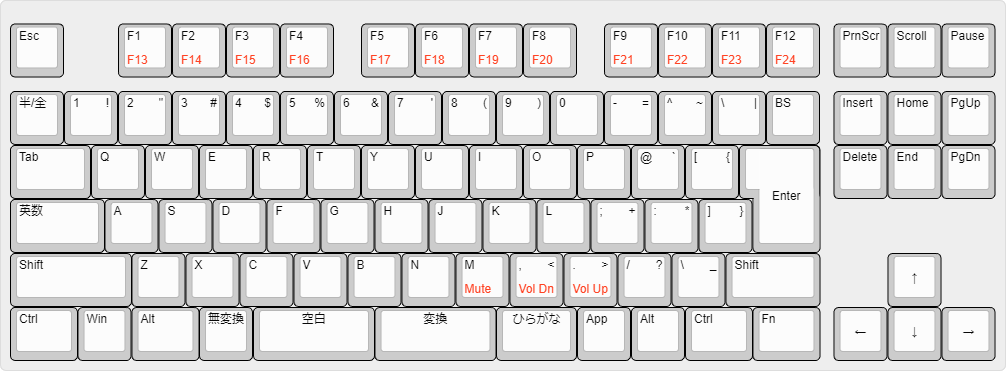 Esc F1 F2 F3 F4 F5 F6 F7 F8 F9 F10 F11 F12 PrnScr Scroll Pause
F13 F14 F15 F16 F17 F18 F19 F20 F21 F22 F23 F24
半/全 1 ! 2 " 3 # 4 $ 5 % 6 & 7 ' 8 ( 9 ) 0 - = ^ ~ \ | BS Insert Home PgUp
Tab Q W E R T Y U I O P @ ` [ { Delete End PgDn
Enter
英数 A S D F G H J K L ; + : * ] }
Shift Z X C V B N M , < . > / ? \ _ Shift ↑
Mute Vol Dn Vol Up
Ctrl Win Alt 無変換 空白 変換 ひらがな App Alt Ctrl Fn ← ↓ →